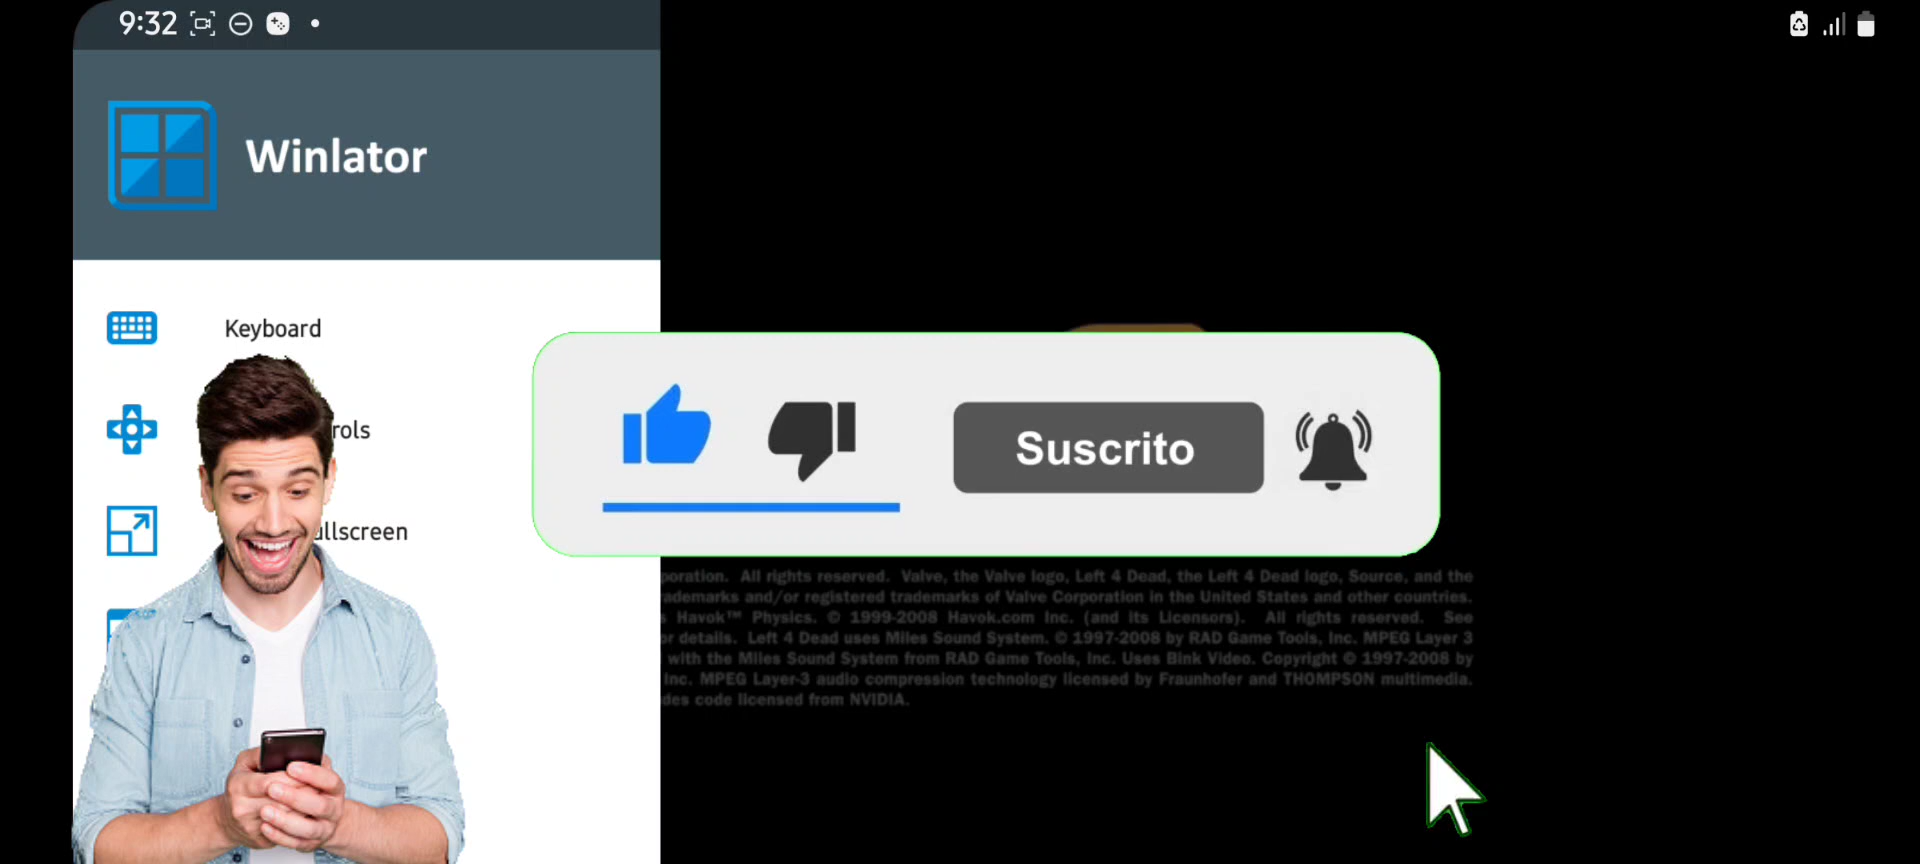 9:32
Winlator
Keyboard
rols
ullscreen
Suscrito
poration. All rights reserved. Valve, the Valve logo, Left 4 Dead, the Left 4 Dead logo, Source, and the
ademarks and/or registered trademarks of Valve Corporation in the United States and other countries.
s Havok™ Physics. © 1999-2008 Havok.com Inc. (and its Licensors). All rights reserved. See
or details. Left 4 Dead uses Miles Sound System. © 1997-2008 by RAD Game Tools, Inc. MPEG Layer 3
with the Miles Sound System from RAD Game Tools, Inc. Uses Bink Video. Copyright © 1997-2008 by
Inc. MPEG Layer-3 audio compression technology licensed by Fraunhofer and THOMPSON multimedia.
des code licensed from NVIDIA.